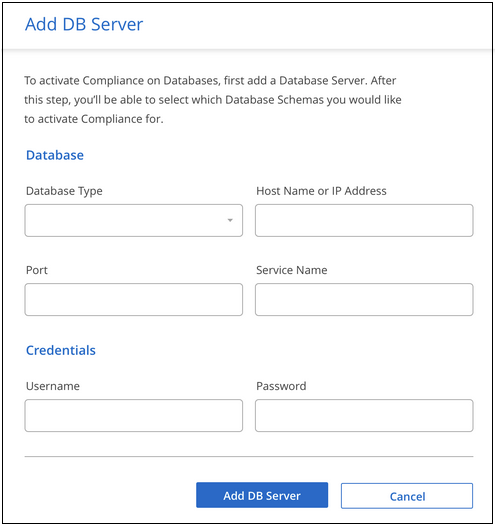 Add DB Server
To activate Compliance on Databases, first add a Database Server. After
this step, you'll be able to select which Database Schemas you would like
to activate Compliance for.
Database
Database Type
Host Name or IP Address
Port
Service Name
Credentials
Username
Password
Add DB Server
Cancel